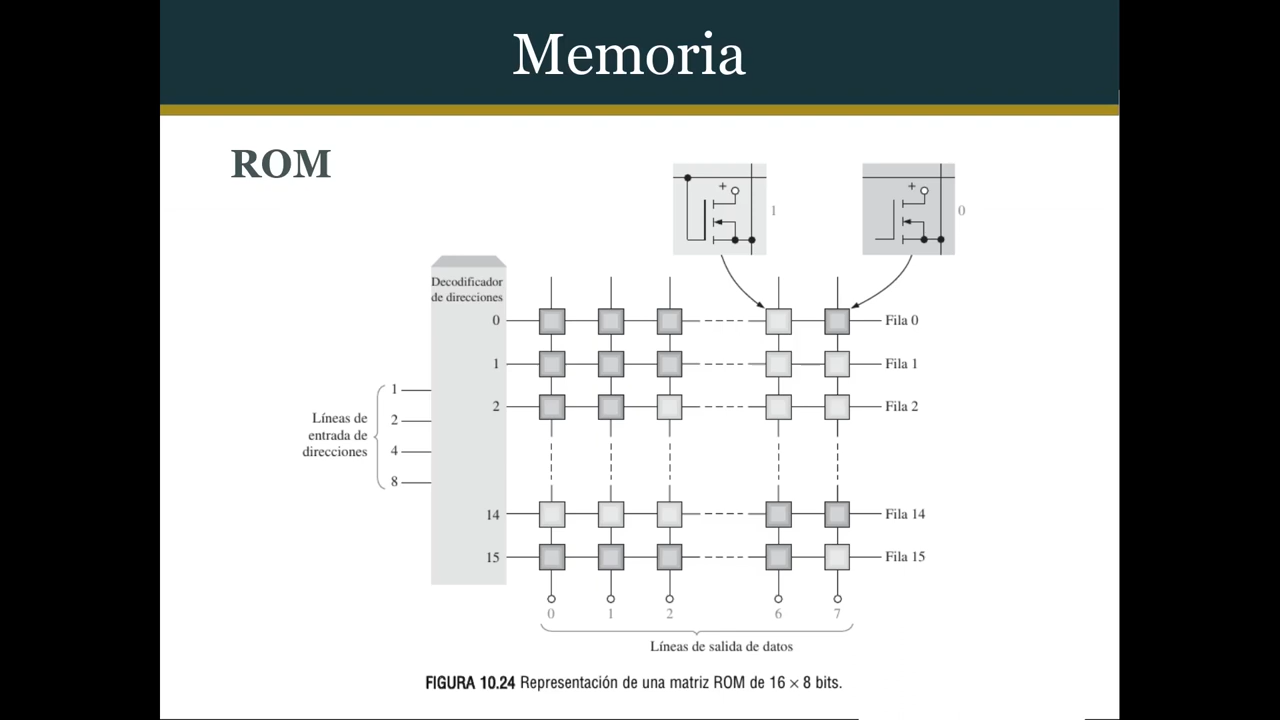 Memoria
ROM
+
1
+
0
Decodificador
de direcciones
0
Fila 0
1
Fila 1
2
Fila 2
1
2
4
8
Líneas de
entrada de
direcciones
14
Fila 14
15
Fila 15
0 1 2 6 7
Líneas de salida de datos
FIGURA 10.24 Representación de una matriz ROM de 16 × 8 bits.